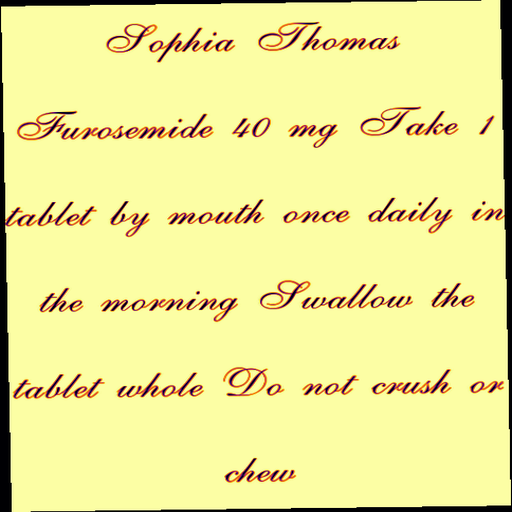 Sophia Thomas
Furosemide 40 mg Take 1
tablet by mouth once daily in
the morning Swallow the
tablet whole Do not crush or
chew